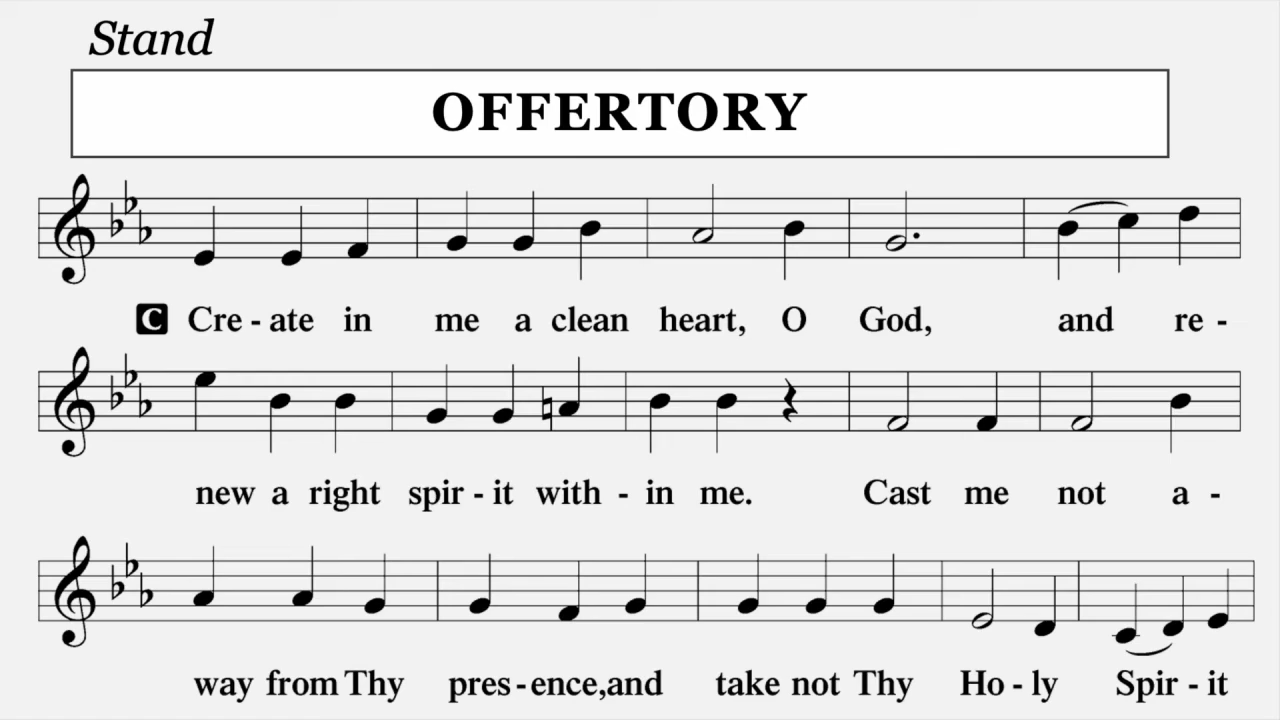 Stand
OFFERTORY
C Cre - ate in me a clean heart, O God, and re -
new a right spir - it with - in me. Cast me not a -
way from Thy pres - ence, and take not Thy Ho - ly Spir - it